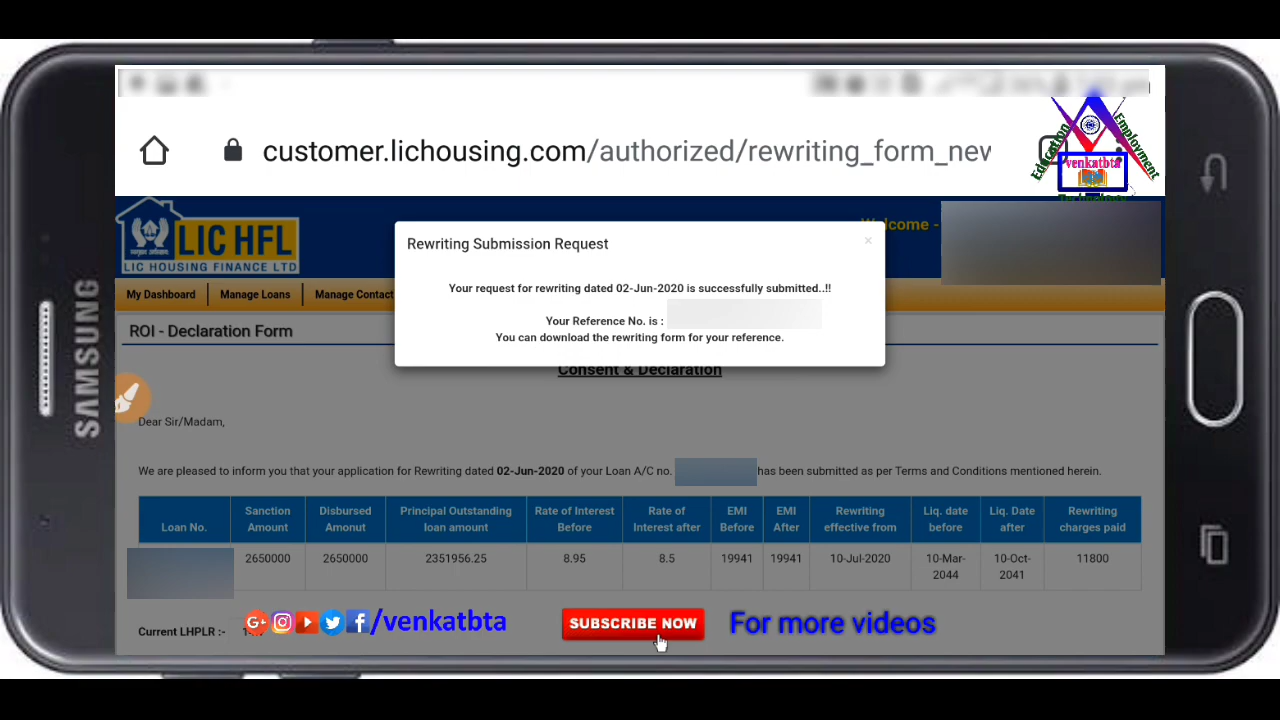 customer.lichousing.com/authorized/rewriting_form_new
Education
Employment
venkatbta
Technology
LIC HFL
LIC HOUSING FINANCE LTD
Welcome -
My Dashboard
Manage Loans
Manage Contact
Rewriting Submission Request
×
Your request for rewriting dated 02-Jun-2020 is successfully submitted..!!
Your Reference No. is :
You can download the rewriting form for your reference.
ROI - Declaration Form
Consent & Declaration
Dear Sir/Madam,
We are pleased to inform you that your application for Rewriting dated 02-Jun-2020 of your Loan A/C no. has been submitted as per Terms and Conditions mentioned herein.
Loan No.
Sanction
Amount
Disbursed
Amonut
Principal Outstanding
loan amount
Rate of Interest
Before
Rate of
Interest after
EMI
Before
EMI
After
Rewriting
effective from
Liq. date
before
Liq. Date
after
Rewriting
charges paid
2650000
2650000
2351956.25
8.95
8.5
19941
19941
10-Jul-2020
10-Mar-
2044
10-Oct-
2041
11800
Current LHPLR :-
G+
/venkatbta
SUBSCRIBE NOW
For more videos
SAMSUNG